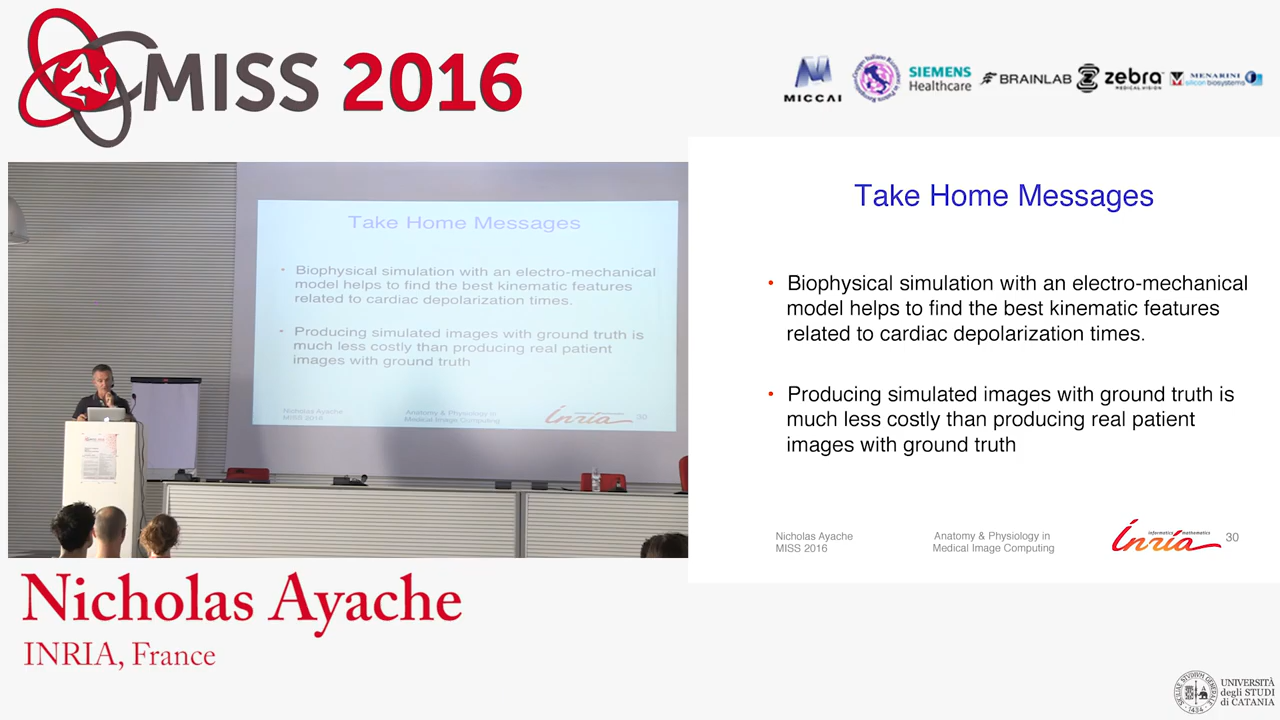 MISS 2016
MICCAI
SIEMENS
Healthcare
BRAINLAB
zebra
MEDICAL VISION
MENARINI
silicon biosystems
Take Home Messages
• Biophysical simulation with an electro-mechanical
model helps to find the best kinematic features
related to cardiac depolarization times.
• Producing simulated images with ground truth is
much less costly than producing real patient
images with ground truth
Nicholas Ayache
MISS 2016
Anatomy & Physiology in
Medical Image Computing
Inria
30
Take Home Messages
• Biophysical simulation with an electro-mechanical
model helps to find the best kinematic features
related to cardiac depolarization times.
• Producing simulated images with ground truth is
much less costly than producing real patient
images with ground truth
Nicholas Ayache
MISS 2016
Anatomy & Physiology in
Medical Image Computing
informatics mathematics
Inria
30
Nicholas Ayache
INRIA, France
UNIVERSITÀ
degli STUDI
di CATANIA
1434